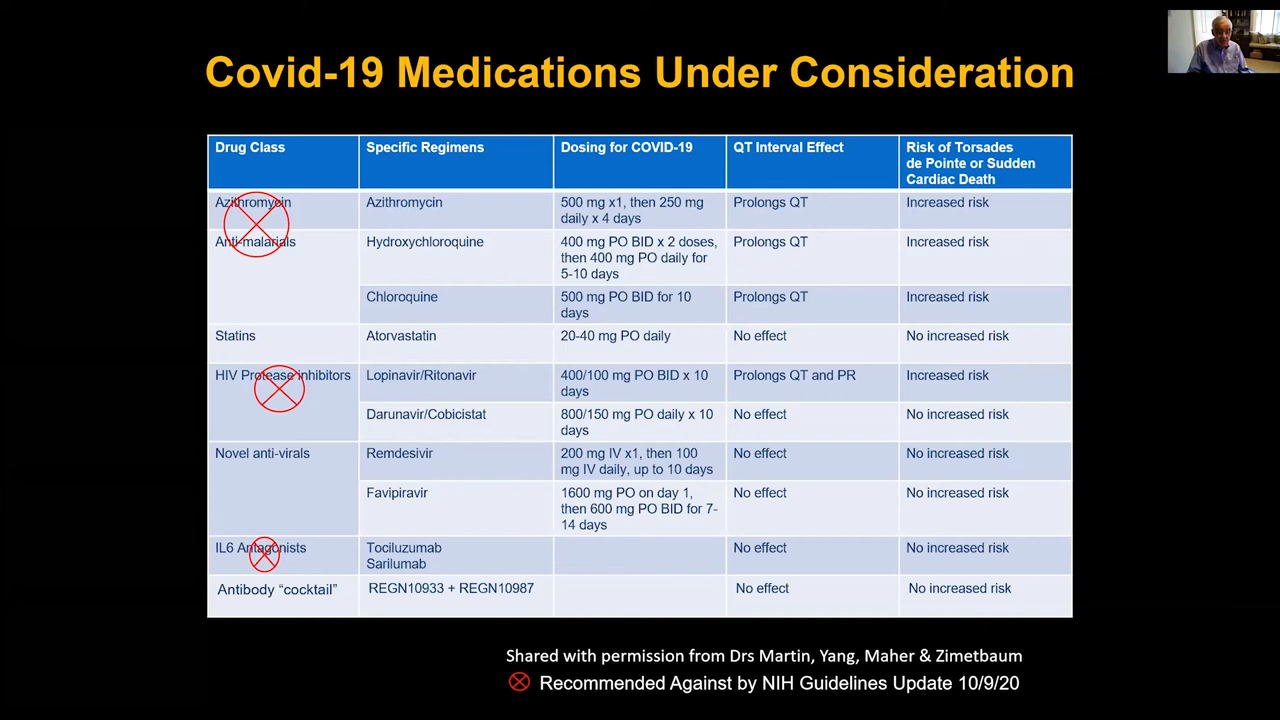 Covid-19 Medications Under Consideration
Drug Class
Specific Regimens
Dosing for COVID-19
QT Interval Effect
Risk of Torsades
de Pointe or Sudden
Cardiac Death
Azithromycin
Azithromycin
500 mg x1, then 250 mg
daily x 4 days
Prolongs QT
Increased risk
Anti-malarials
Hydroxychloroquine
400 mg PO BID x 2 doses,
then 400 mg PO daily for
5-10 days
Prolongs QT
Increased risk
Chloroquine
500 mg PO BID for 10
days
Prolongs QT
Increased risk
Statins
Atorvastatin
20-40 mg PO daily
No effect
No increased risk
HIV Protease inhibitors
Lopinavir/Ritonavir
400/100 mg PO BID x 10
days
Prolongs QT and PR
Increased risk
Darunavir/Cobicistat
800/150 mg PO daily x 10
days
No effect
No increased risk
Novel anti-virals
Remdesivir
200 mg IV x1, then 100
mg IV daily, up to 10 days
No effect
No increased risk
Favipiravir
1600 mg PO on day 1,
then 600 mg PO BID for 7-
14 days
No effect
No increased risk
IL6 Antagonists
Tociluzumab
Sarilumab
No effect
No increased risk
Antibody “cocktail”
REGN10933 + REGN10987
No effect
No increased risk
Shared with permission from Drs Martin, Yang, Maher & Zimetbaum
Recommended Against by NIH Guidelines Update 10/9/20